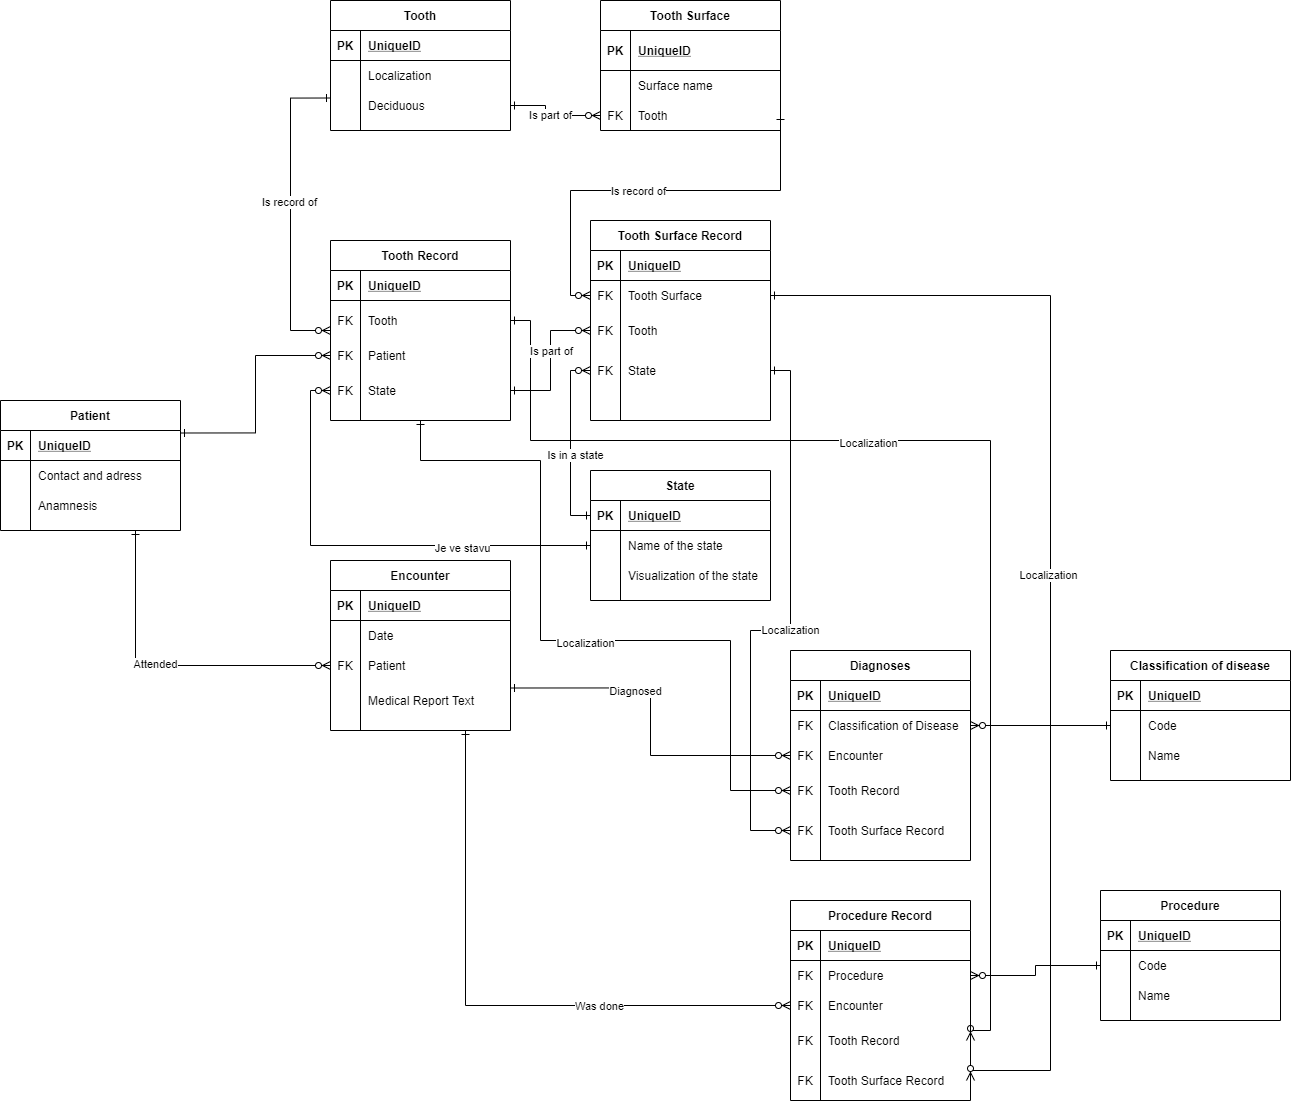 Tooth
PK UniqueID
Localization
Deciduous
Tooth Surface
PK UniqueID
Surface name
FK Tooth
Is part of
Is record of
Is record of
Tooth Record
PK UniqueID
FK Tooth
FK Patient
FK State
Tooth Surface Record
PK UniqueID
FK Tooth Surface
FK Tooth
FK State
Is part of
Patient
PK UniqueID
Contact and adress
Anamnesis
Localization
Is in a state
State
PK UniqueID
Name of the state
Visualization of the state
Je ve stavu
Localization
Encounter
PK UniqueID
Date
FK Patient
Medical Report Text
Attended
Localization
Localization
Diagnosed
Diagnoses
PK UniqueID
FK Classification of Disease
FK Encounter
FK Tooth Record
FK Tooth Surface Record
Classification of disease
PK UniqueID
Code
Name
Procedure Record
PK UniqueID
FK Procedure
FK Encounter
FK Tooth Record
FK Tooth Surface Record
Was done
Procedure
PK UniqueID
Code
Name